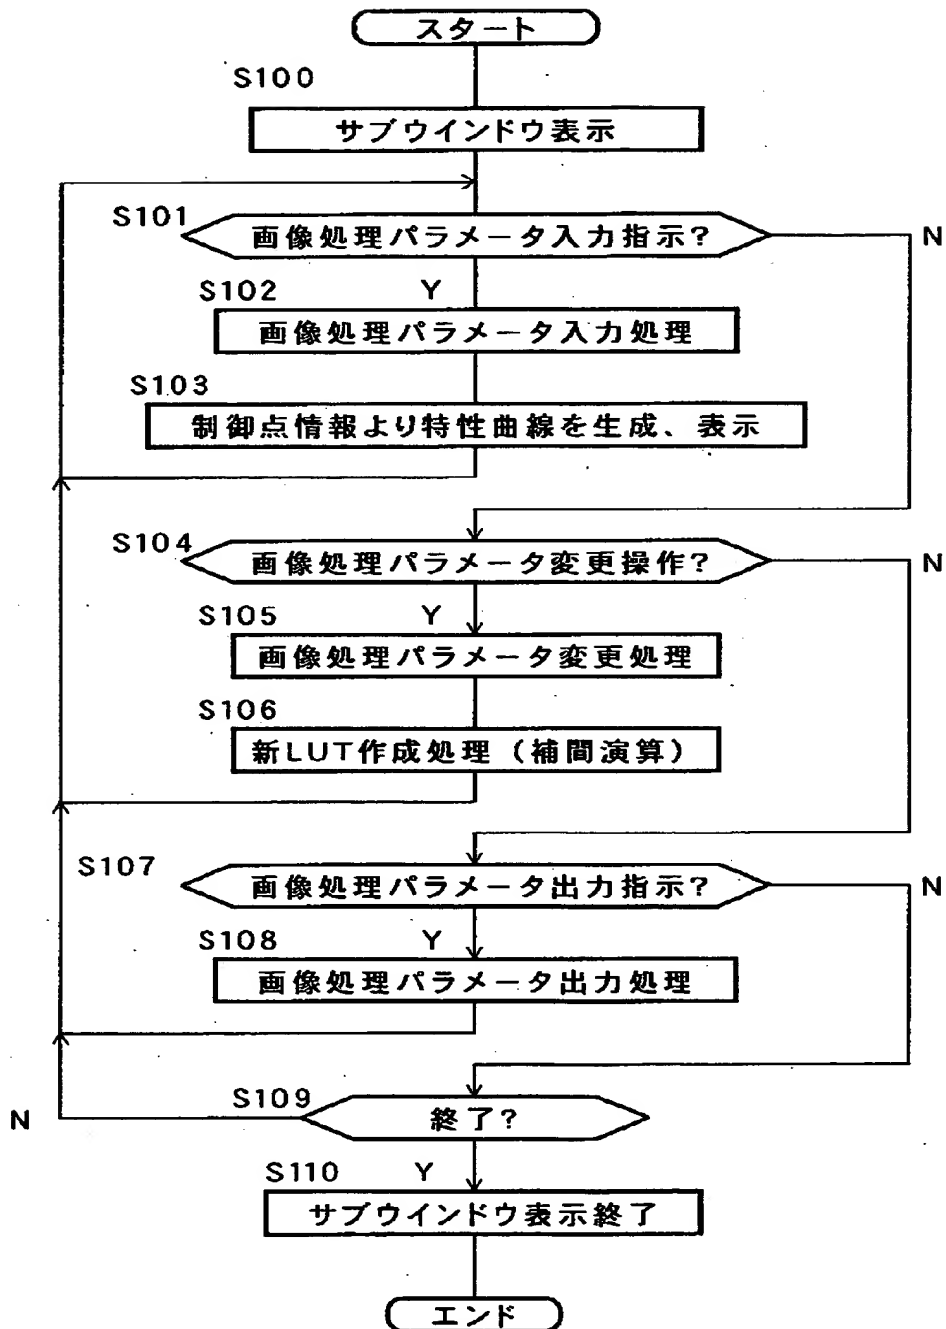 スタート
S100
サブウインドウ表示
S101
画像処理パラメータ入力指示?
N
S102
Y
画像処理パラメータ入力処理
S103
制御点情報より特性曲線を生成、表示
S104
画像処理パラメータ変更操作?
N
S105
Y
画像処理パラメータ変更処理
S106
新LUT作成処理(補間演算)
S107
画像処理パラメータ出力指示?
N
S108
Y
画像処理パラメータ出力処理
S109
終了?
N
S110
Y
サブウインドウ表示終了
エンド